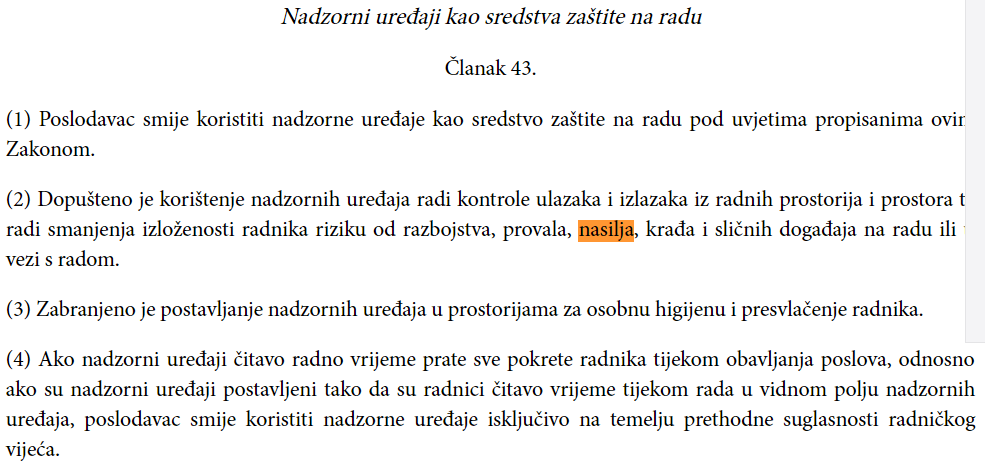 Nadzorni uređaji kao sredstva zaštite na radu
Članak 43.
(1) Poslodavac smije koristiti nadzorne uređaje kao sredstvo zaštite na radu pod uvjetima propisanima
Zakonom.
(2) Dopušteno je korištenje nadzornih uređaja radi kontrole ulazaka i izlazaka iz radnih prostorija i prostora
radi smanjenja izloženosti radnika riziku od razbojstva, provala, nasilja, krađa i sličnih događaja na radu ili
vezi s radom.
(3) Zabranjeno je postavljanje nadzornih uređaja u prostorijama za osobnu higijenu i presvlačenje radnika.
(4) Ako nadzorni uređaji čitavo radno vrijeme prate sve pokrete radnika tijekom obavljanja poslova, odnosno
ako su nadzorni uređaji postavljeni tako da su radnici čitavo vrijeme tijekom rada u vidnom polju nadzornih
uređaja, poslodavac smije koristiti nadzorne uređaje isključivo na temelju prethodne suglasnosti radničkog
vijeća.